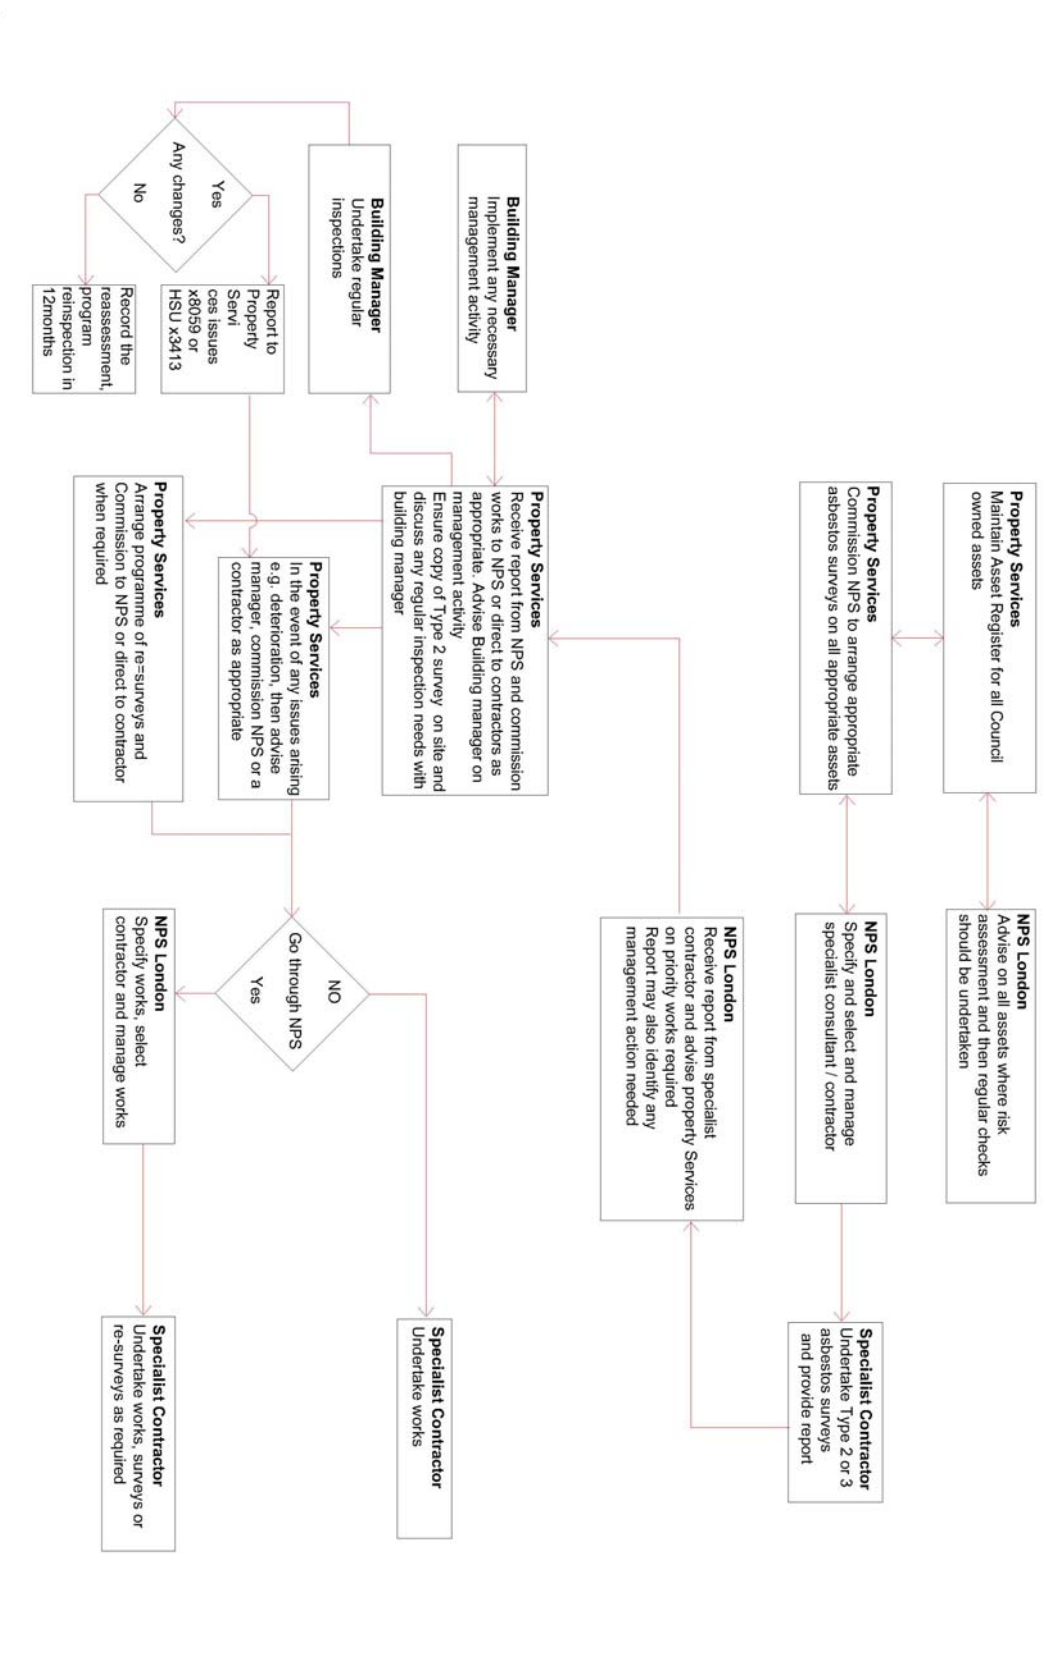 Property Services
Maintain Asset Register for all Council
owned assets
NPS London
Advise on all assets where risk
assessment and then regular checks
should be undertaken
Property Services
Commission NPS to arrange appropriate
asbestos surveys on all appropriate assets
NPS London
Specify and select and manage
specialist consultant / contractor
Specialist Contractor
Undertake Type 2 or 3
asbestos surveys
and provide report
NPS London
Receive report from specialist
contractor and advise property Services
on priority works required
Report may also identify any
management action needed
Building Manager
Implement any necessary
management activity
Property Services
Receive report from NPS and commission
works to NPS or direct to contractors as
appropriate. Advise Building manager on
management activity
Ensure copy of Type 2 survey on site and
discuss any regular inspection needs with
building manager
Building Manager
Undertake regular
inspections
Specialist Contractor
Undertake works
Any changes?
Yes
No
Report to
Property
Servi
ces issues
x8059 or
HSU x3413
Property Services
In the event of any issues arising
e.g. deterioration, then advise
manager, commission NPS or a
contractor as appropriate
NO
Go through NPS
Yes
Record the
reassessment,
program
reinspection in
12months
Property Services
Arrange programme of re=surveys and
Commission to NPS or direct to contractor
when required
NPS London
Specify works, select
contractor and manage works
Specialist Contractor
Undertake works, surveys or
re-surveys as required